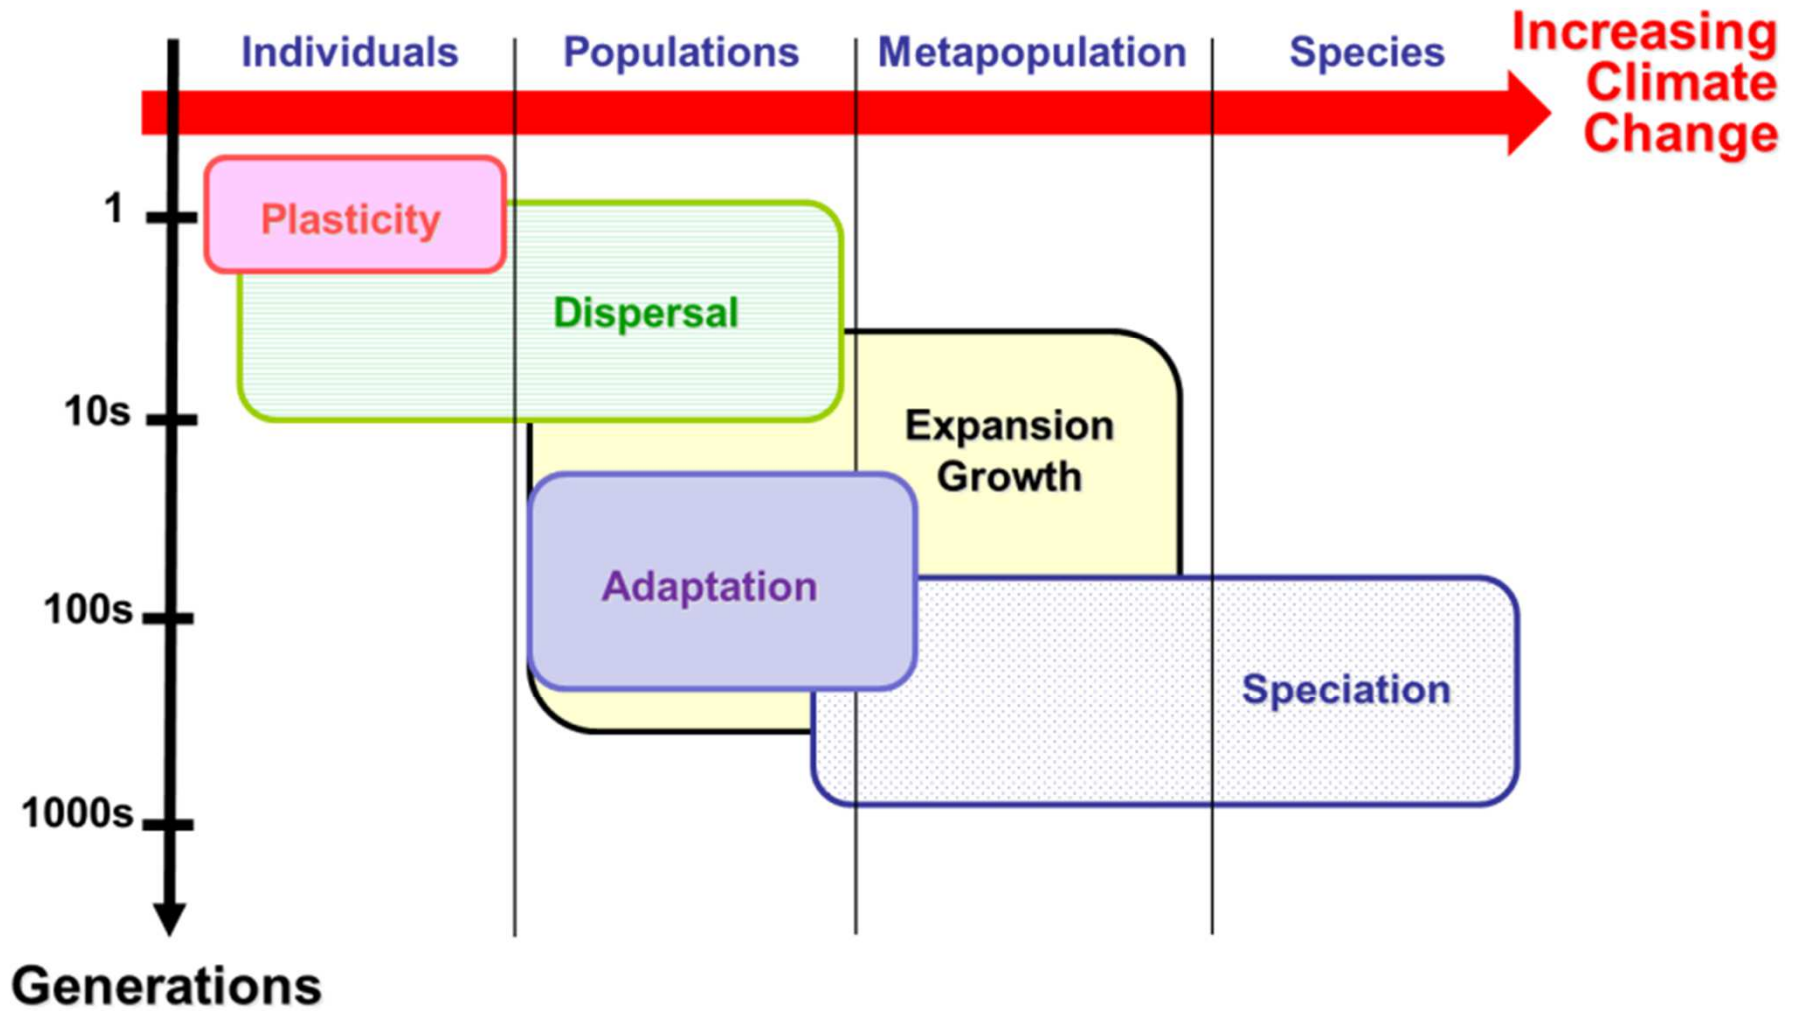 Individuals
Populations
Metapopulation
Species
Increasing
Climate
Change
1
Plasticity
Dispersal
10s
Expansion
Growth
100s
Adaptation
Speciation
1000s
Generations